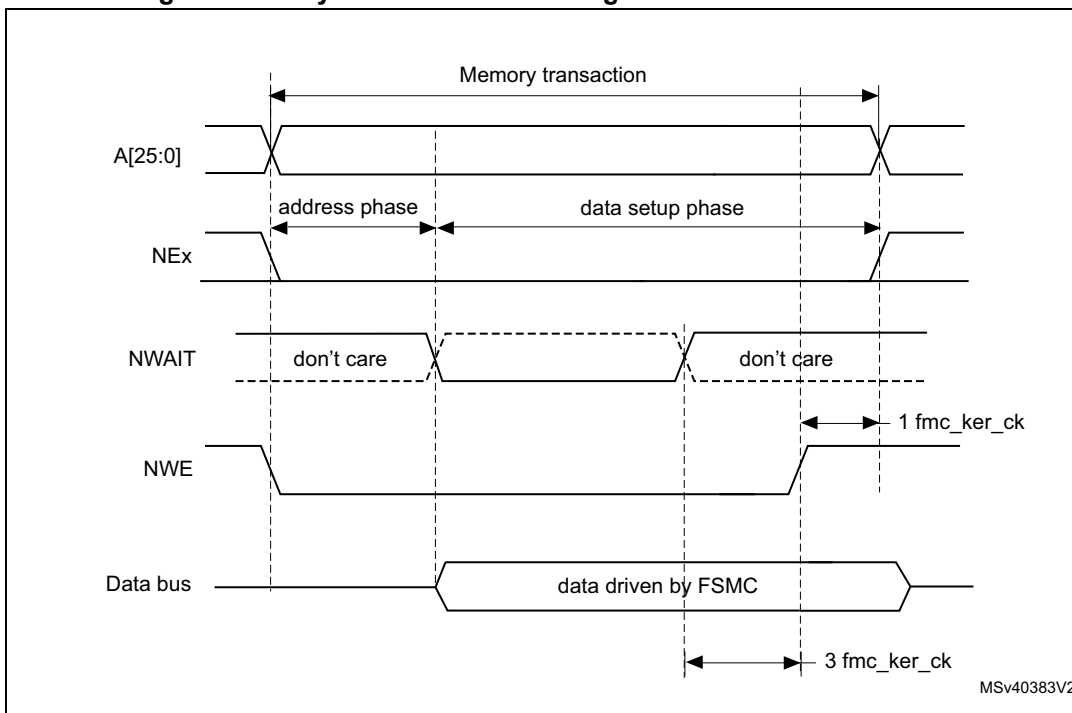 Memory transaction
A[25:0]
address phase
data setup phase
NEx
NWAIT
don't care
don't care
1 fmc_ker_ck
NWE
Data bus
data driven by FSMC
3 fmc_ker_ck
MSv40383V2